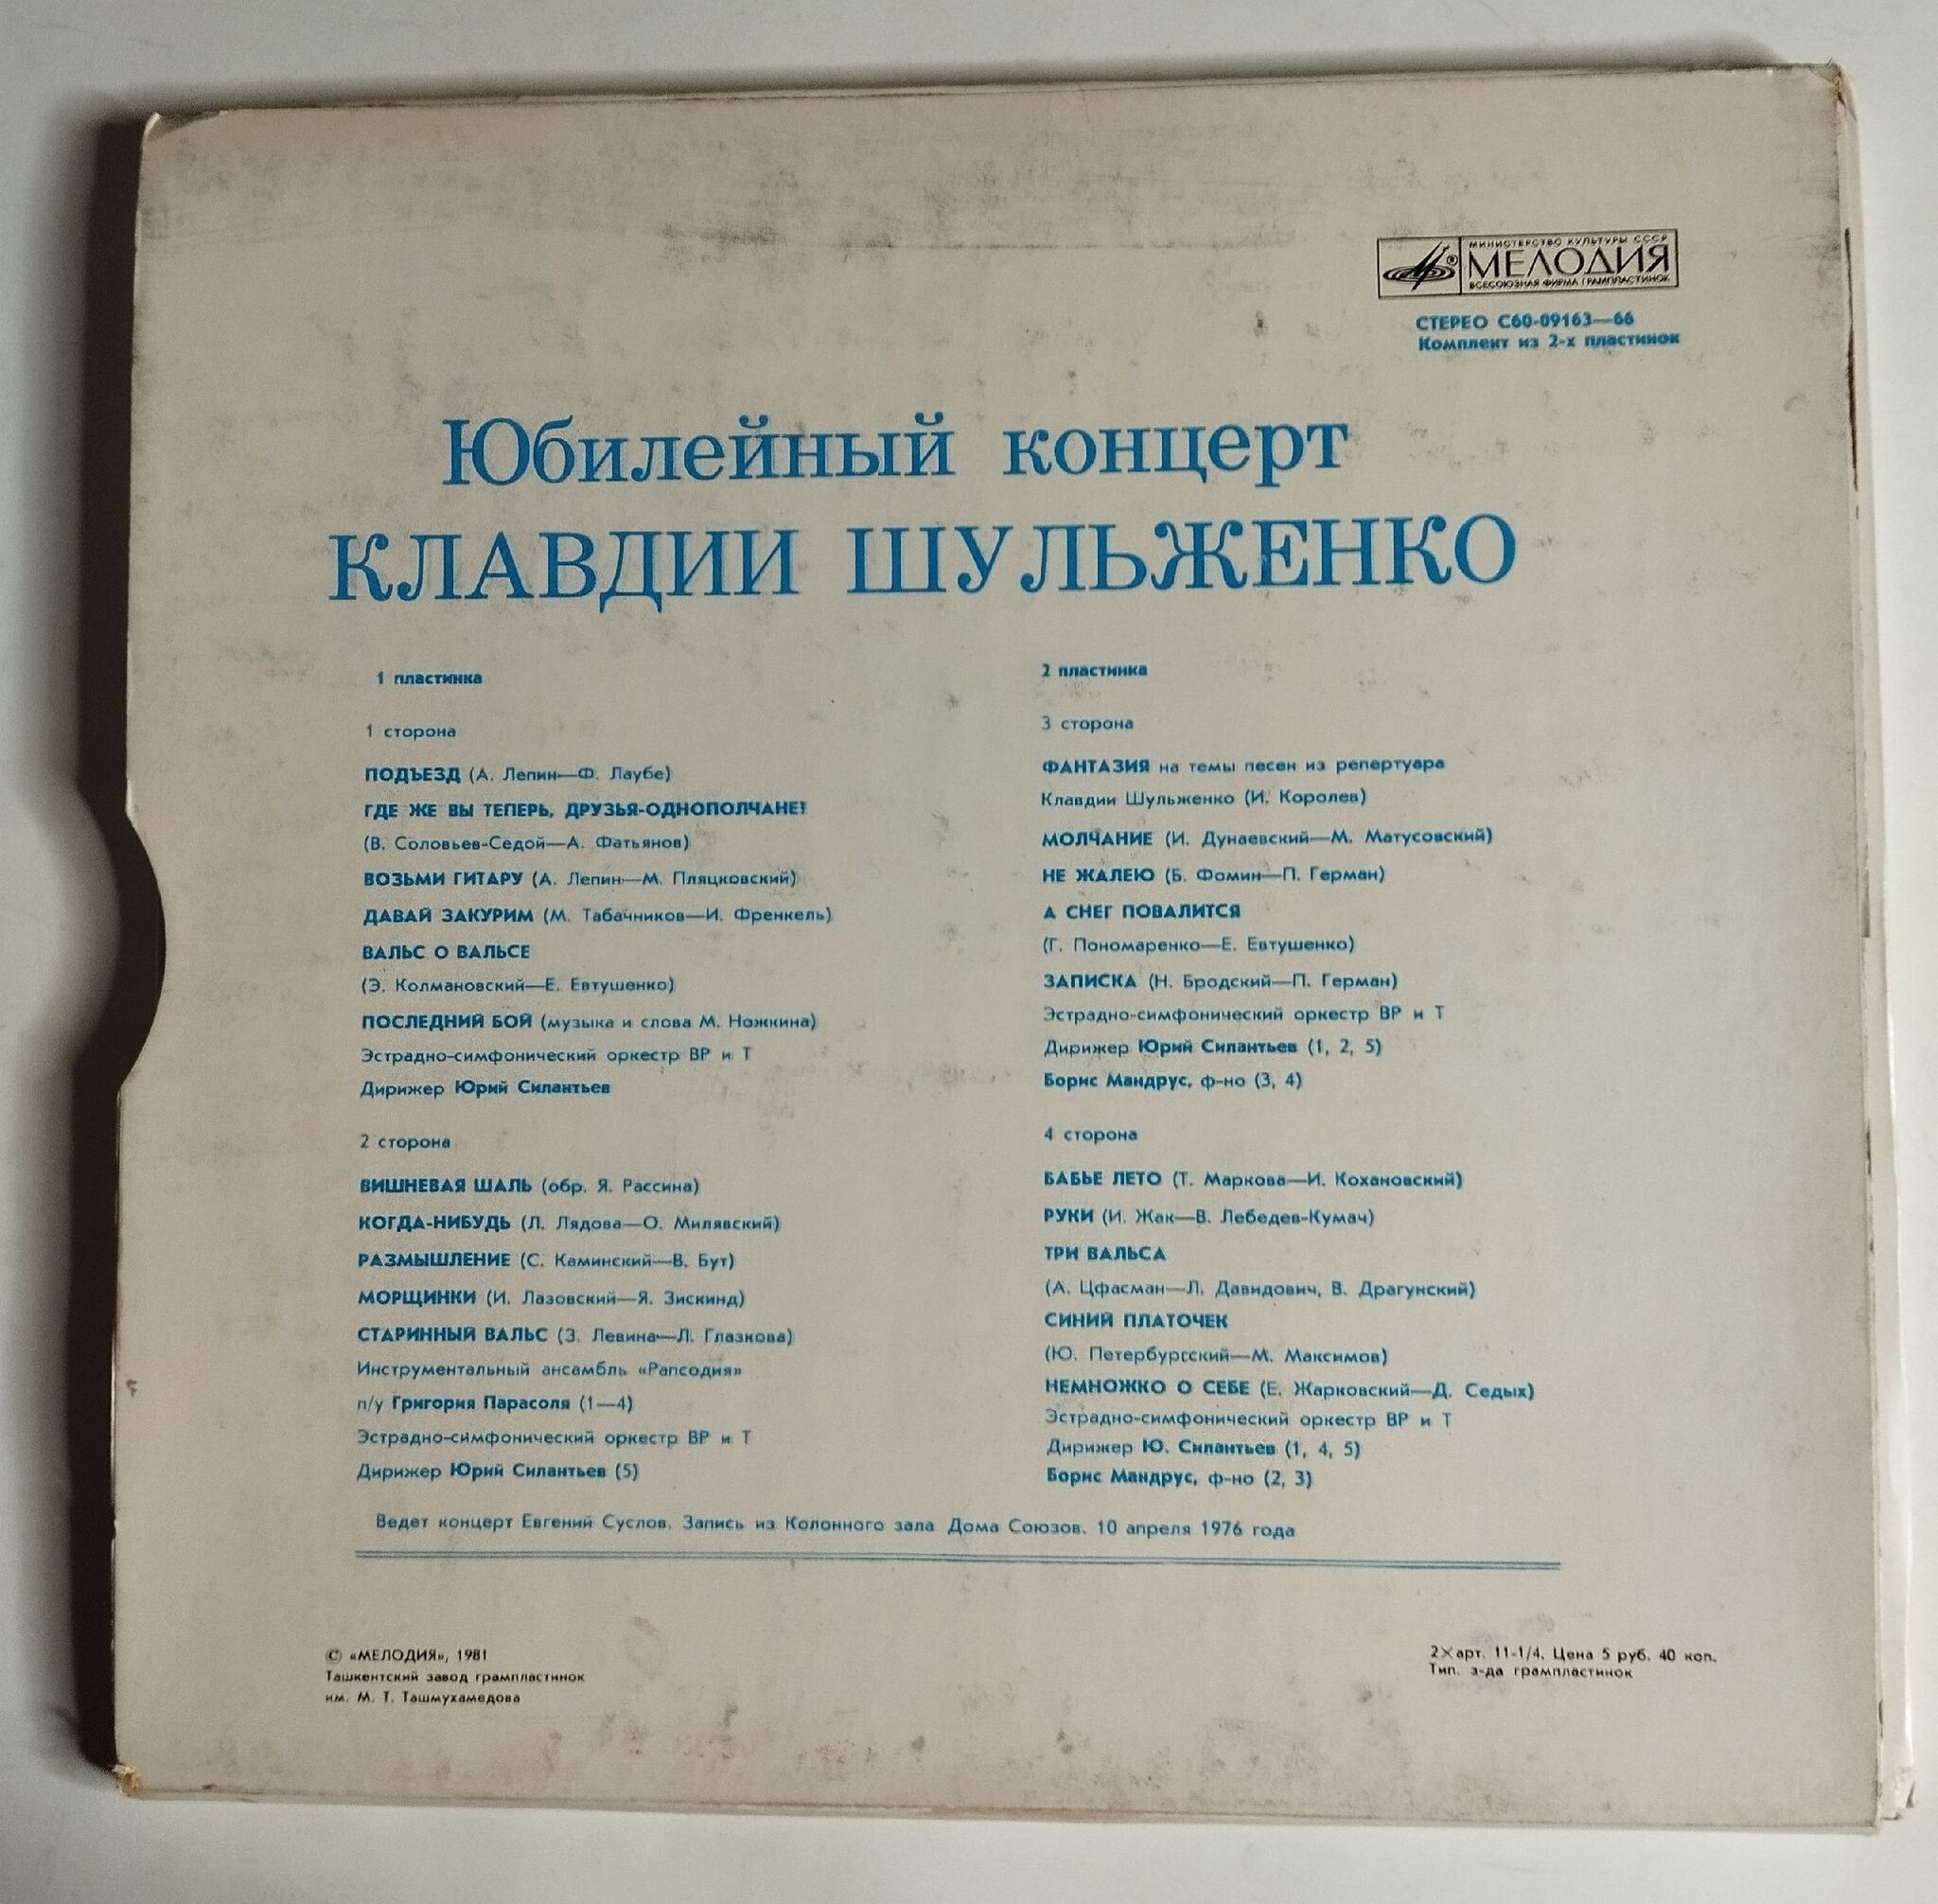 МИНИСТЕРСТВО КУЛЬТУРЫ СССР
МЕЛОДИЯ
ВСЕСОЮЗНАЯ ФИРМА ГРАМПЛАСТИНОК
СТЕРЕО С60-09163—66
Комплект из 2-х пластинок
Юбилейный концерт
КЛАВДИИ ШУЛЬЖЕНКО
1 пластинка
1 сторона
ПОДЪЕЗД (А. Лепин—Ф. Лаубе)
ГДЕ ЖЕ ВЫ ТЕПЕРЬ, ДРУЗЬЯ-ОДНОПОЛЧАНЕ!
(В. Соловьев-Седой—А. Фатьянов)
ВОЗЬМИ ГИТАРУ (А. Лепин—М. Пляцковский)
ДАВАЙ ЗАКУРИМ (М. Табачников—И. Френкель)
ВАЛЬС О ВАЛЬСЕ
(Э. Колмановский—Е. Евтушенко)
ПОСЛЕДНИЙ БОЙ (музыка и слова М. Ножкина)
Эстрадно-симфонический оркестр ВР и Т
Дирижер Юрий Силантьев
2 сторона
ВИШНЕВАЯ ШАЛЬ (обр. Я. Рассина)
КОГДА-НИБУДЬ (Л. Лядова—О. Милявский)
РАЗМЫШЛЕНИЕ (С. Каминский—В. Бут)
МОРЩИНКИ (И. Лазовский—Я. Зискинд)
СТАРИННЫЙ ВАЛЬС (З. Левина—Л. Глазкова)
Инструментальный ансамбль «Рапсодия»
п/у Григория Парасоля (1—4)
Эстрадно-симфонический оркестр ВР и Т
Дирижер Юрий Силантьев (5)
2 пластинка
3 сторона
ФАНТАЗИЯ на темы песен из репертуара
Клавдии Шульженко (И. Королев)
МОЛЧАНИЕ (И. Дунаевский—М. Матусовский)
НЕ ЖАЛЕЮ (Б. Фомин—П. Герман)
А СНЕГ ПОВАЛИТСЯ
(Г. Пономаренко—Е. Евтушенко)
ЗАПИСКА (Н. Бродский—П. Герман)
Эстрадно-симфонический оркестр ВР и Т
Дирижер Юрий Силантьев (1, 2, 5)
Борис Мандрус, ф-но (3, 4)
4 сторона
БАБЬЕ ЛЕТО (Т. Маркова—И. Кохановский)
РУКИ (И. Жак—В. Лебедев-Кумач)
ТРИ ВАЛЬСА
(А. Цфасман—Л. Давидович, В. Драгунский)
СИНИЙ ПЛАТОЧЕК
(Ю. Петербургский—М. Максимов)
НЕМНОЖКО О СЕБЕ (Е. Жарковский—Д. Седых)
Эстрадно-симфонический оркестр ВР и Т
Дирижер Ю. Силантьев (1, 4, 5)
Борис Мандрус, ф-но (2, 3)
Ведет концерт Евгений Суслов. Запись из Колонного зала Дома Союзов. 10 апреля 1976 года
© «МЕЛОДИЯ», 1981
Ташкентский завод грампластинок
им. М. Т. Ташмухамедова
2×арт. 11-1/4. Цена 5 руб. 40 коп.
Тип. з-да грампластинок